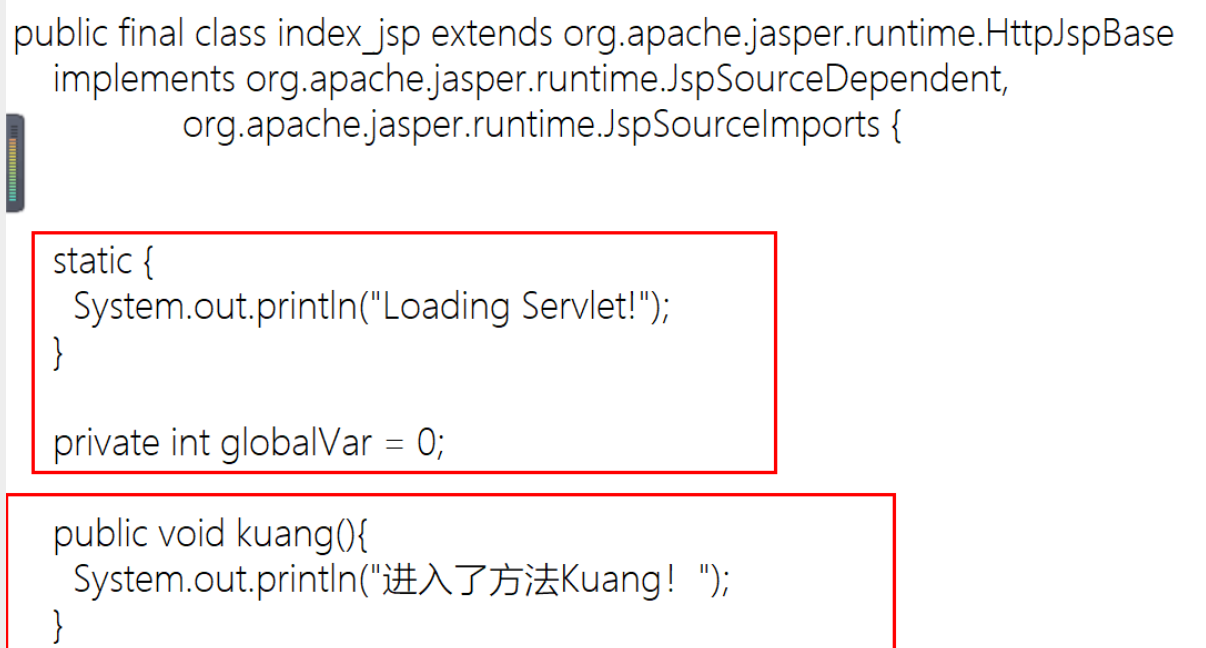 public final class index_jsp extends org.apache.jasper.runtime.HttpJspBase
implements org.apache.jasper.runtime.JspSourceDependent,
org.apache.jasper.runtime.JspSourceImports {
static {
System.out.println("Loading Servlet!");
}
private int globalVar = 0;
public void kuang(){
System.out.println("进入了方法Kuang！");
}